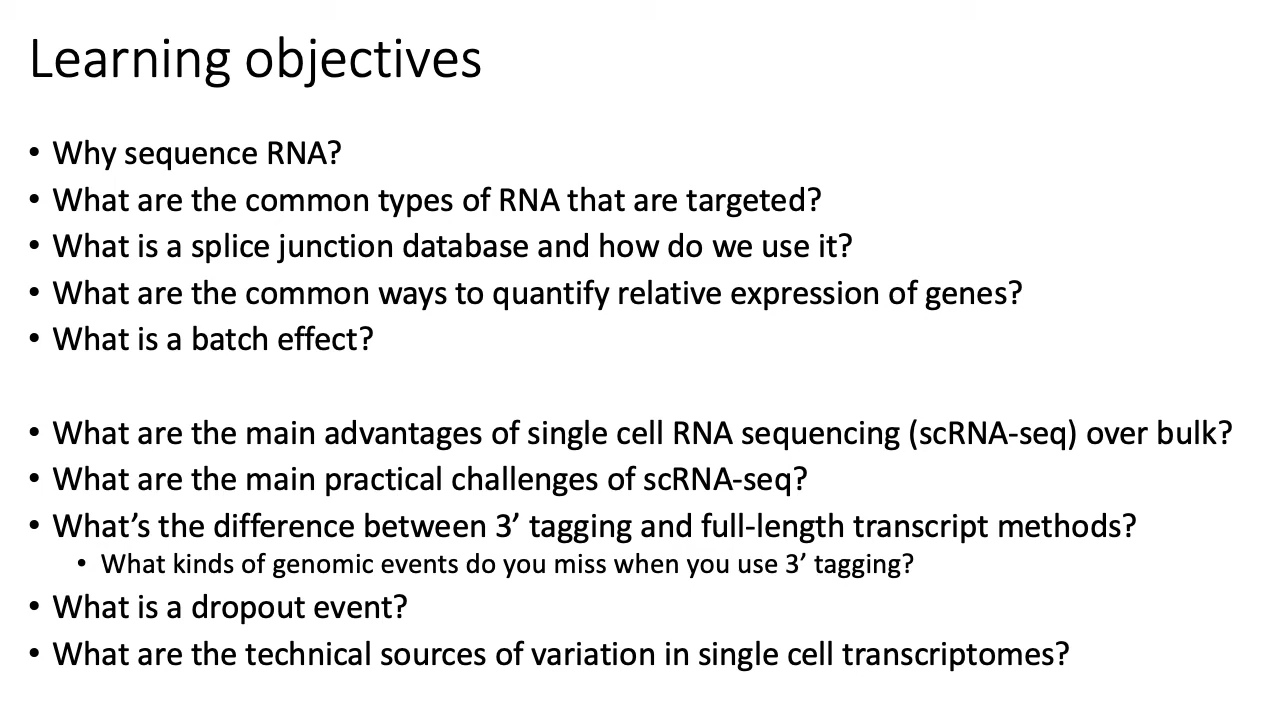 Learning objectives
• Why sequence RNA?
• What are the common types of RNA that are targeted?
• What is a splice junction database and how do we use it?
• What are the common ways to quantify relative expression of genes?
• What is a batch effect?
• What are the main advantages of single cell RNA sequencing (scRNA-seq) over bulk?
• What are the main practical challenges of scRNA-seq?
• What’s the difference between 3’ tagging and full-length transcript methods?
• What kinds of genomic events do you miss when you use 3’ tagging?
• What is a dropout event?
• What are the technical sources of variation in single cell transcriptomes?